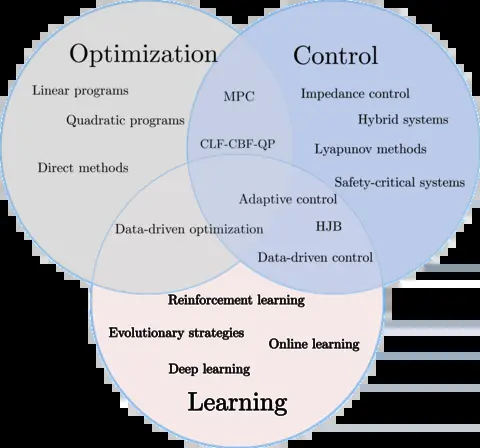 Optimization
Control
Linear programs
MPC
Impedance control
Quadratic programs
Hybrid systems
CLF-CBF-QP
Lyapunov methods
Direct methods
Safety-critical systems
Adaptive control
Data-driven optimization
HJB
Data-driven control
Reinforcement learning
Evolutionary strategies
Online learning
Deep learning
Learning